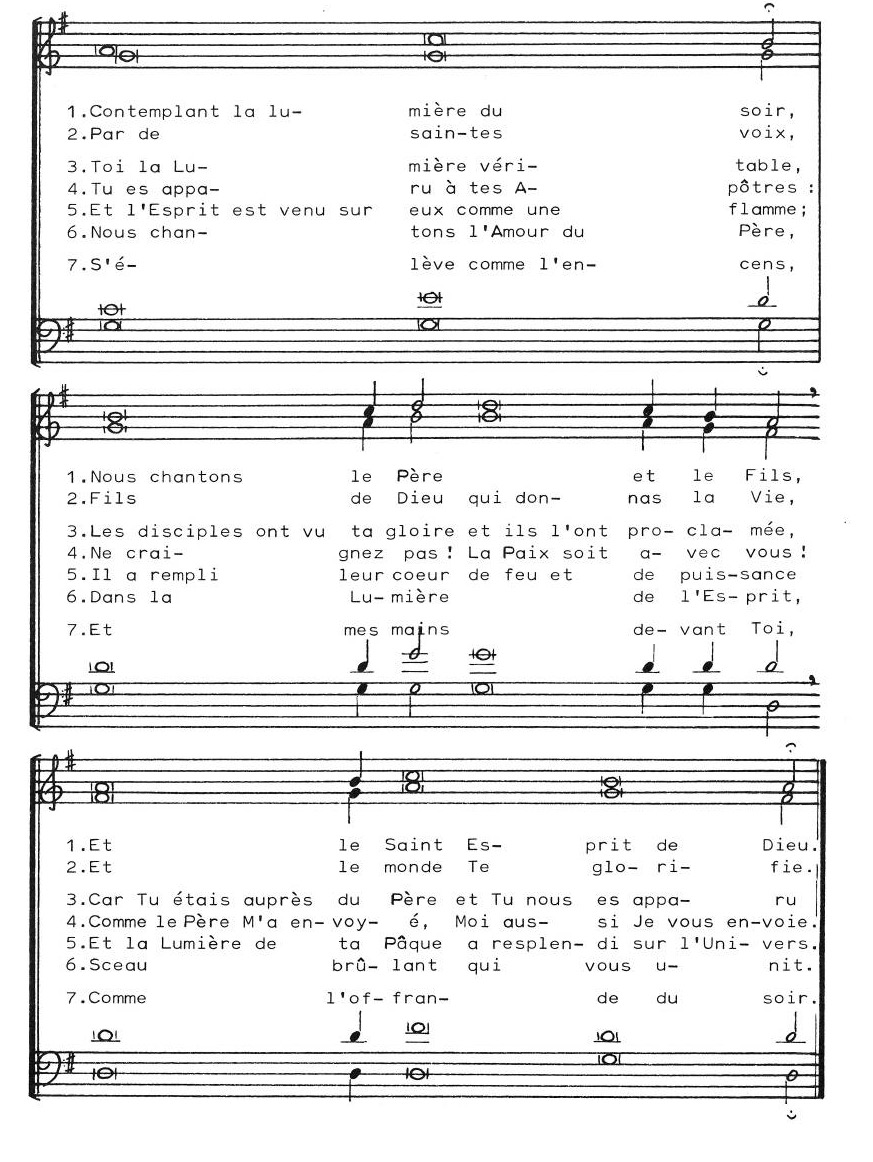 1.Contemplant la lu- mière du soir,
2.Par de sain-tes voix,
3.Toi la Lu- mière véri- table,
4.Tu es appa- ru à tes A- pôtres :
5.Et l'Esprit est venu sur eux comme une flamme;
6.Nous chan- tons l'Amour du Père,
7.S'é- lève comme l'en- cens,
1.Nous chantons le Père et le Fils,
2.Fils de Dieu qui don- nas la Vie,
3.Les disciples ont vu ta gloire et ils l'ont pro- cla- mée,
4.Ne crai- gnez pas ! La Paix soit a- vec vous !
5.Il a rempli leur coeur de feu et de puis-sance
6.Dans la Lu- mière de l'Es- prit,
7.Et mes mains de- vant Toi,
1.Et le Saint Es- prit de Dieu.
2.Et le monde Te glo- ri- fie.
3.Car Tu étais auprès du Père et Tu nous es appa- ru
4.Comme le Père M'a en- voy- é, Moi aus- si Je vous en-voie.
5.Et la Lumière de ta Pâque a resplen- di sur l'Uni- vers.
6.Sceau brû- lant qui vous u- nit.
7.Comme l'of- fran- de du soir.